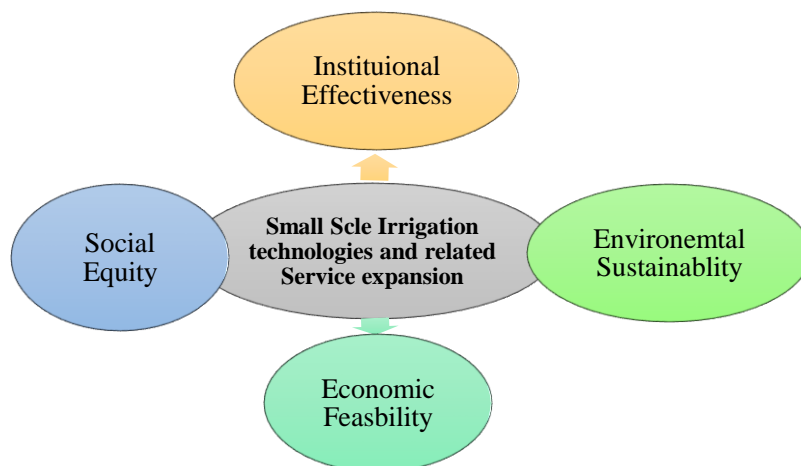 Instituional
Effectiveness
Social
Equity
Small Scle Irrigation
technologies and related
Service expansion
Environemtal
Sustainablity
Economic
Feasbility